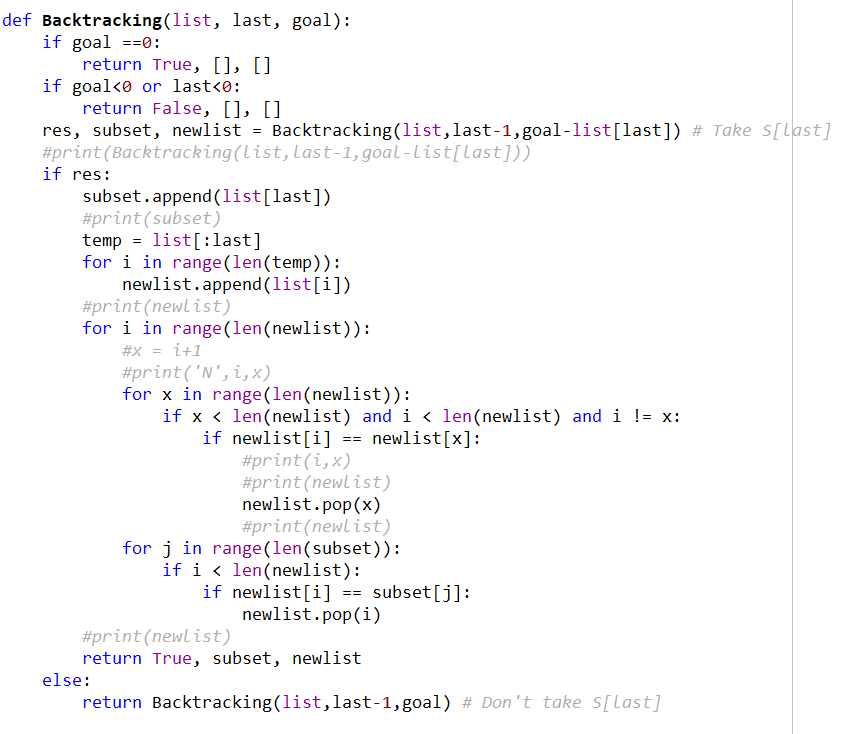 def Backtracking(list, last, goal):
    if goal ==0:
        return True, [], []
    if goal<0 or last<0:
        return False, [], []
    res, subset, newlist = Backtracking(list,last-1,goal-list[last]) # Take S[last]
    #print(Backtracking(list,last-1,goal-list[last]))
    if res:
        subset.append(list[last])
        #print(subset)
        temp = list[:last]
        for i in range(len(temp)):
            newlist.append(list[i])
        #print(newlist)
        for i in range(len(newlist)):
            #x = i+1
            #print('N',i,x)
            for x in range(len(newlist)):
                if x < len(newlist) and i < len(newlist) and i != x:
                    if newlist[i] == newlist[x]:
                        #print(i,x)
                        #print(newlist)
                        newlist.pop(x)
                        #print(newlist)
            for j in range(len(subset)):
                if i < len(newlist):
                    if newlist[i] == subset[j]:
                        newlist.pop(i)
        #print(newlist)
        return True, subset, newlist
    else:
        return Backtracking(list,last-1,goal) # Don't take S[last]